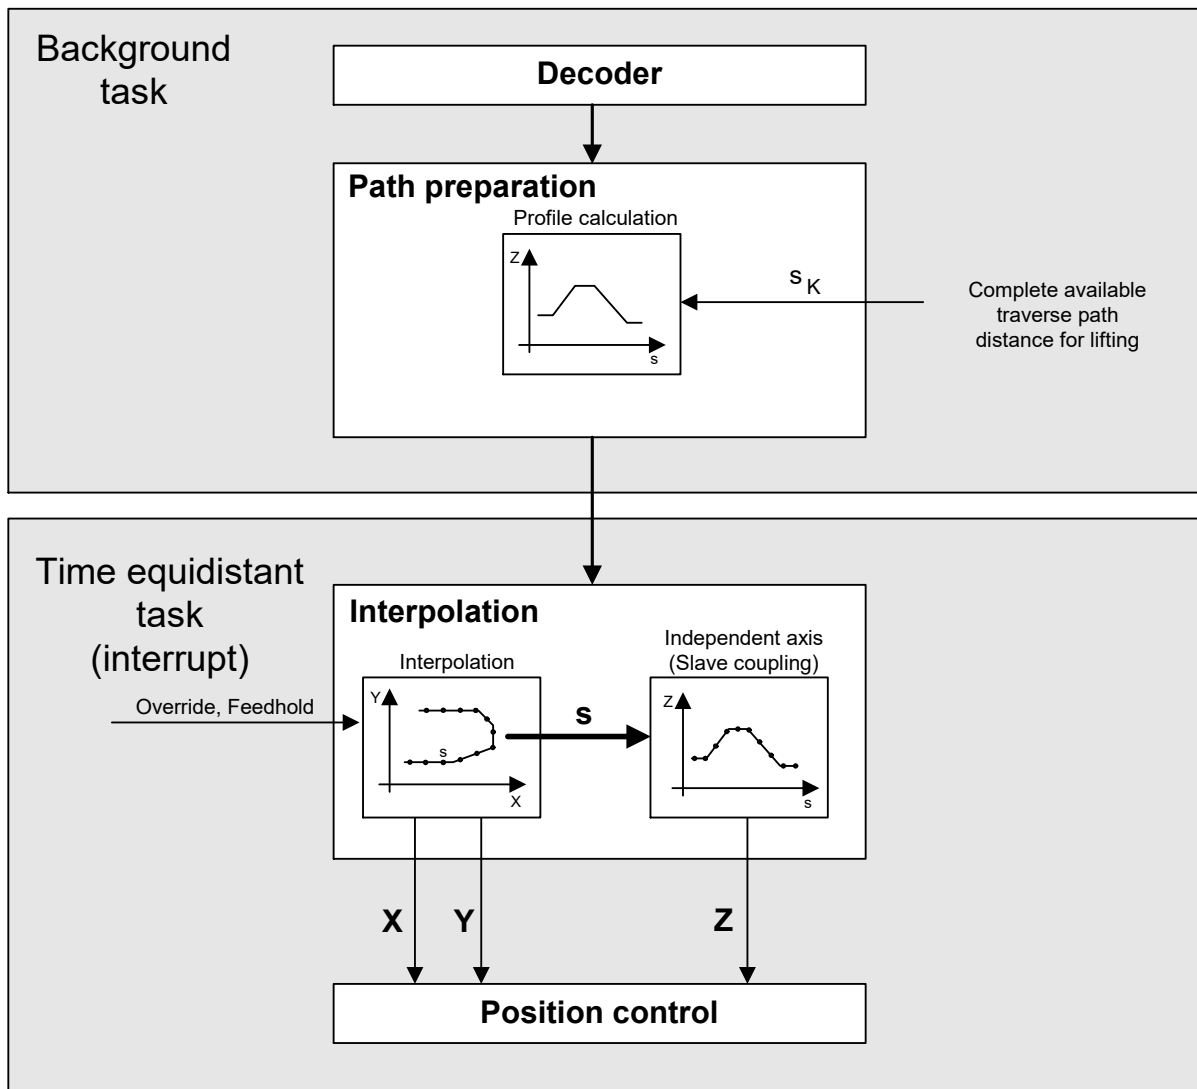 Background
task
Decoder
Path preparation
Profile calculation
Z
s
s K
Complete available
traverse path
distance for lifting
Time equidistant
task
(interrupt)
Interpolation
Independent axis
(Slave coupling)
Interpolation
Override, Feedhold
Y
s
X
s
Z
s
X
Y
Z
Position control